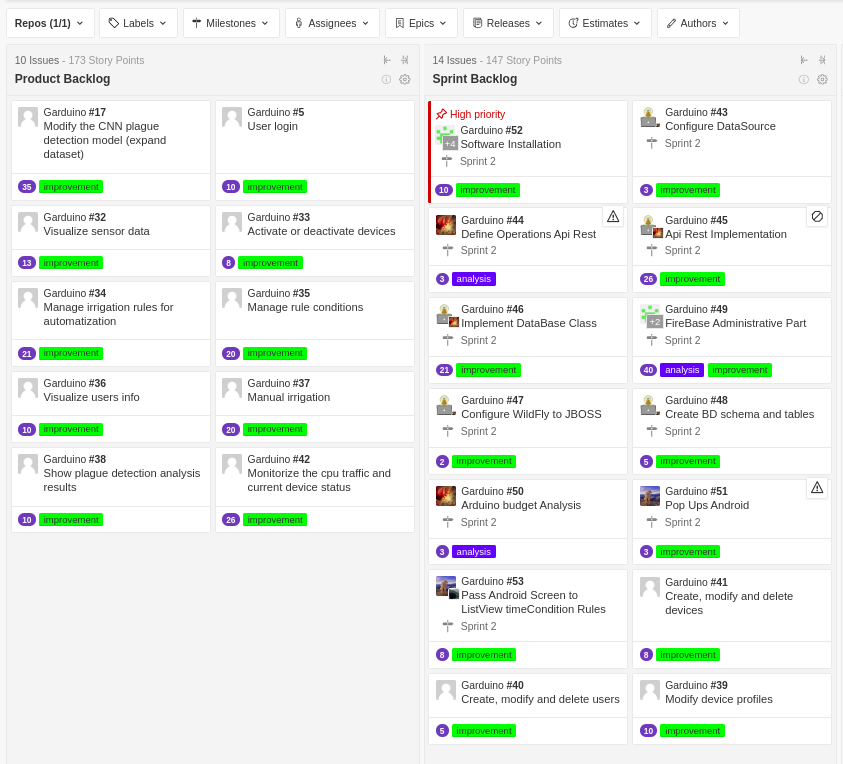 Repos (1/1)
Labels
Milestones
Assignees
Epics
Releases
Estimates
Authors
10 Issues - 173 Story Points
Product Backlog
Garduino #17
Modify the CNN plague
detection model (expand
dataset)
35 improvement
Garduino #5
User login
10 improvement
Garduino #32
Visualize sensor data
13 improvement
Garduino #33
Activate or deactivate devices
8 improvement
Garduino #34
Manage irrigation rules for
automatization
21 improvement
Garduino #35
Manage rule conditions
20 improvement
Garduino #36
Visualize users info
10 improvement
Garduino #37
Manual irrigation
20 improvement
Garduino #38
Show plague detection analysis
results
10 improvement
Garduino #42
Monitorize the cpu traffic and
current device status
26 improvement
14 Issues - 147 Story Points
Sprint Backlog
High priority
Garduino #52
+4
Software Installation
Sprint 2
10 improvement
Garduino #43
Configure DataSource
Sprint 2
3 improvement
Garduino #44
Define Operations Api Rest
Sprint 2
3 analysis
Garduino #45
Api Rest Implementation
Sprint 2
26 improvement
Garduino #46
Implement DataBase Class
Sprint 2
21 improvement
Garduino #49
+2
FireBase Administrative Part
Sprint 2
40 analysis improvement
Garduino #47
Configure WildFly to JBOSS
Sprint 2
2 improvement
Garduino #48
Create BD schema and tables
Sprint 2
5 improvement
Garduino #50
Arduino budget Analysis
Sprint 2
3 analysis
Garduino #51
Pop Ups Android
Sprint 2
3 improvement
Garduino #53
Pass Android Screen to
ListView timeCondition Rules
Sprint 2
8 improvement
Garduino #41
Create, modify and delete
devices
8 improvement
Garduino #40
Create, modify and delete users
5 improvement
Garduino #39
Modify device profiles
10 improvement